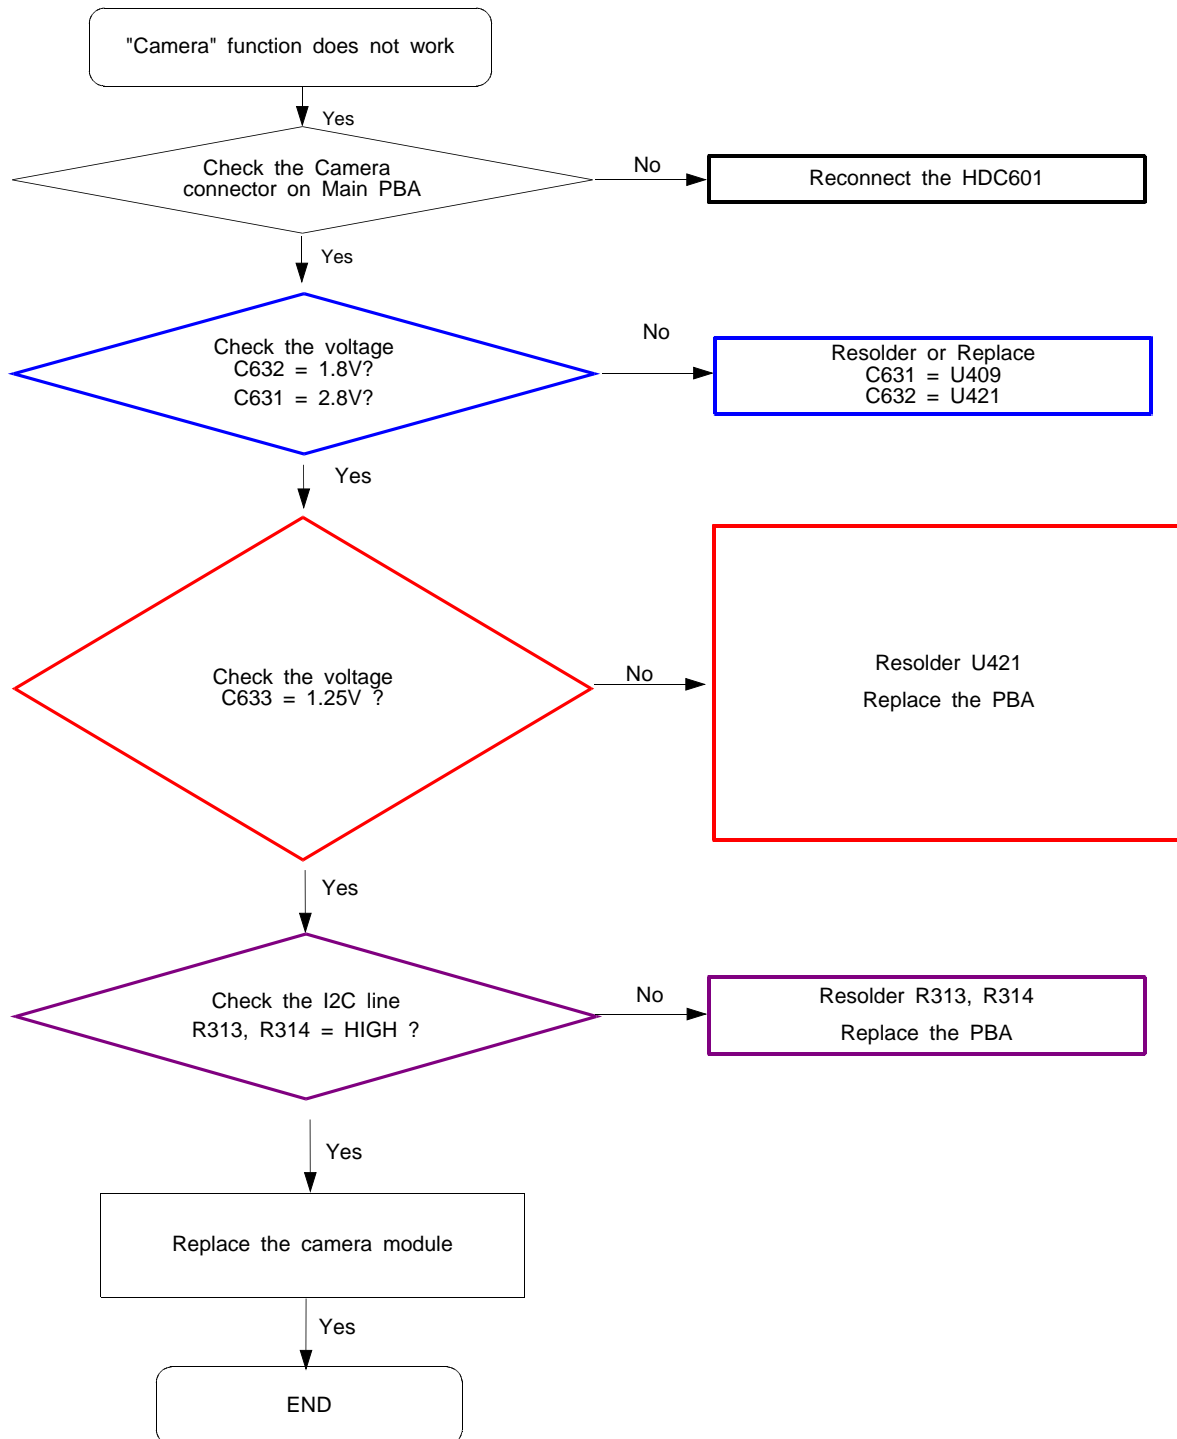 "Camera" function does not work
Yes
Check the Camera
connector on Main PBA
No
Reconnect the HDC601
Yes
Check the voltage
C632 = 1.8V?
C631 = 2.8V?
No
Resolder or Replace
C631 = U409
C632 = U421
Yes
Check the voltage
C633 = 1.25V ?
No
Resolder U421
Replace the PBA
Yes
Check the I2C line
R313, R314 = HIGH ?
No
Resolder R313, R314
Replace the PBA
Yes
Replace the camera module
Yes
END